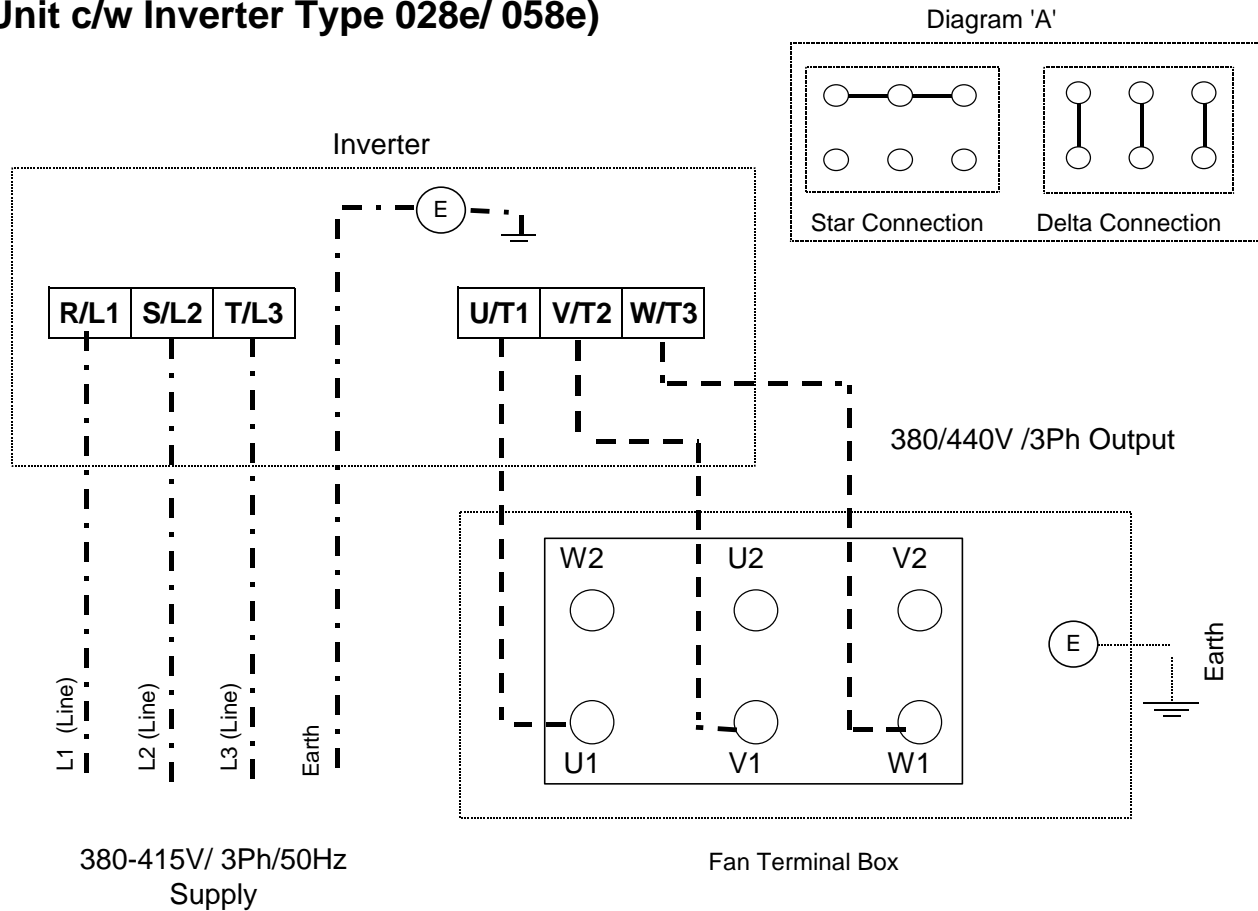 Unit c/w Inverter Type 028e/ 058e)
Diagram 'A'
Star Connection
Delta Connection
Inverter
E
R/L1 S/L2 T/L3
U/T1 V/T2 W/T3
380/440V /3Ph Output
W2 U2 V2
E
Earth
U1 V1 W1
L1 (Line)
L2 (Line)
L3 (Line)
Earth
380-415V/ 3Ph/50Hz
Supply
Fan Terminal Box